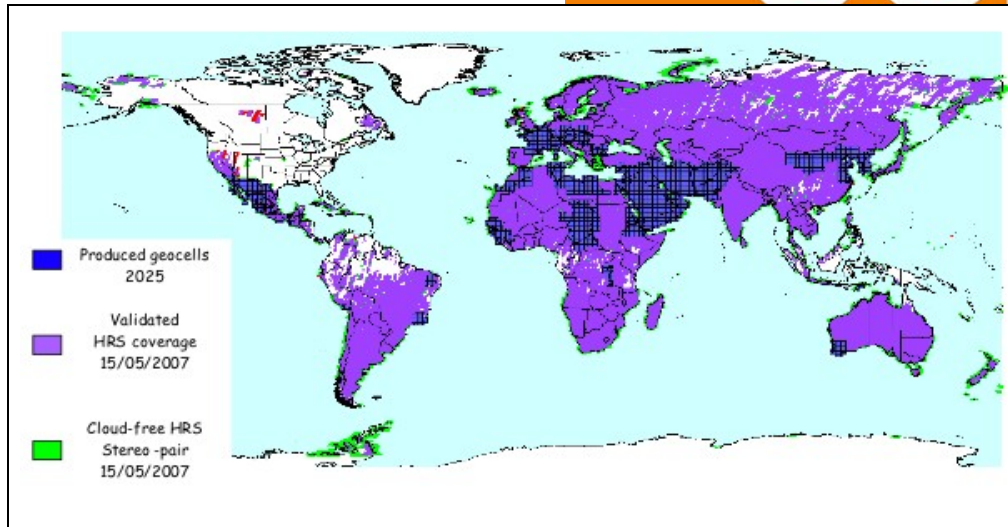 Produced geocells
2025
Validated
HRS coverage
15/05/2007
Cloud-free HRS
Stereo -pair
15/05/2007